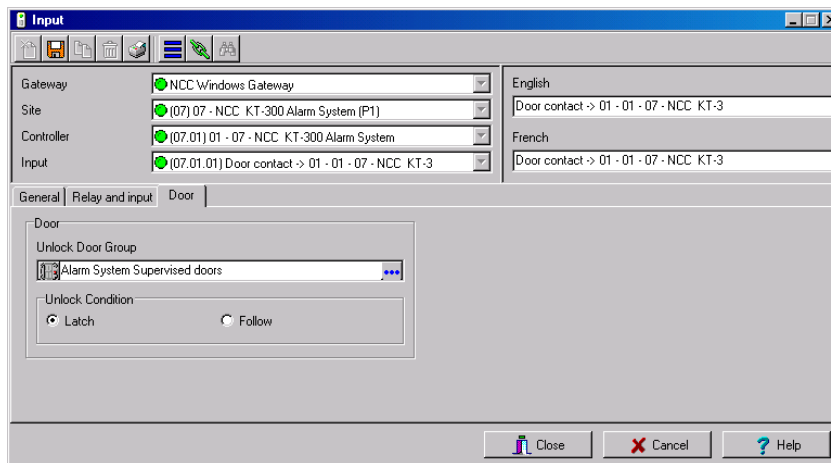 Input
Gateway
NCC Windows Gateway
Site
(07) 07 - NCC KT-300 Alarm System (P1)
Controller
(07.01) 01 - 07 - NCC KT-300 Alarm System
Input
(07.01.01) Door contact -> 01 - 01 - 07 - NCC KT-3
English
Door contact -> 01 - 01 - 07 - NCC KT-3
French
Door contact -> 01 - 01 - 07 - NCC KT-3
General
Relay and input
Door
Door
Unlock Door Group
Alarm System Supervised doors
Unlock Condition
Latch
Follow
Close
Cancel
Help